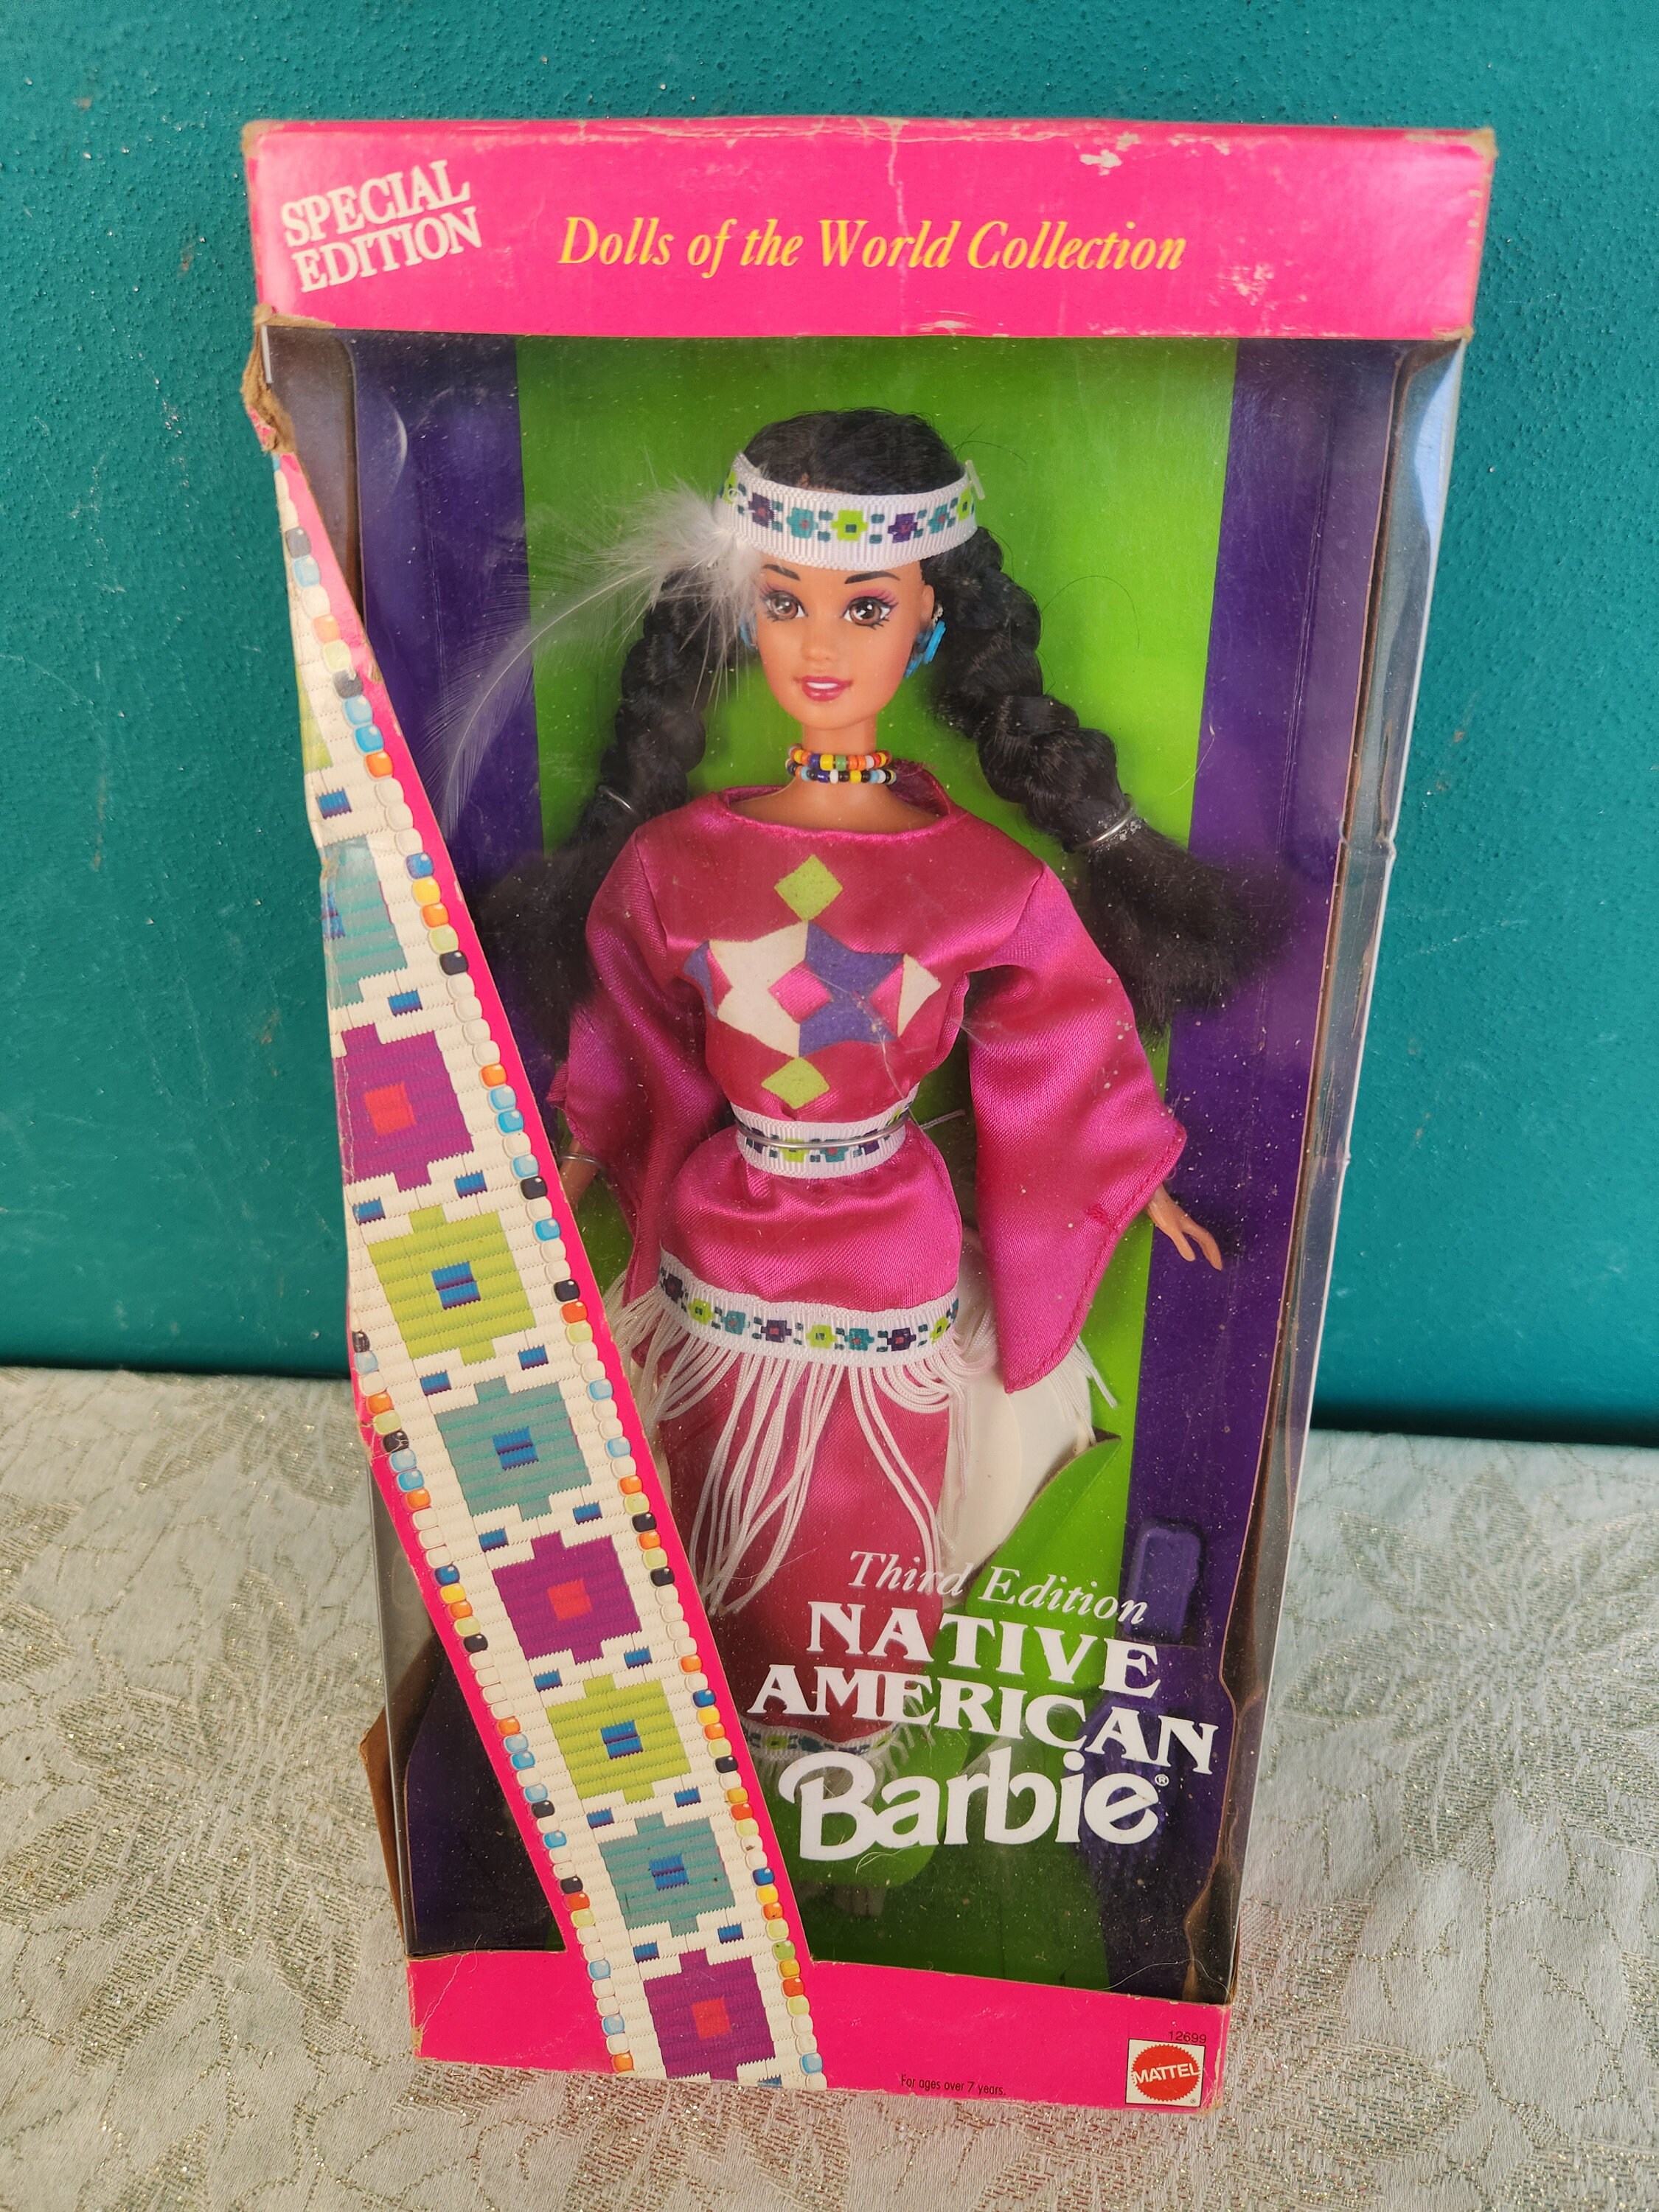 SPECIAL
EDITION
Dolls of the World Collection
Third Edition
NATIVE
AMERICAN
Barbie®
12699
MATTEL
®
For ages over 7 years.